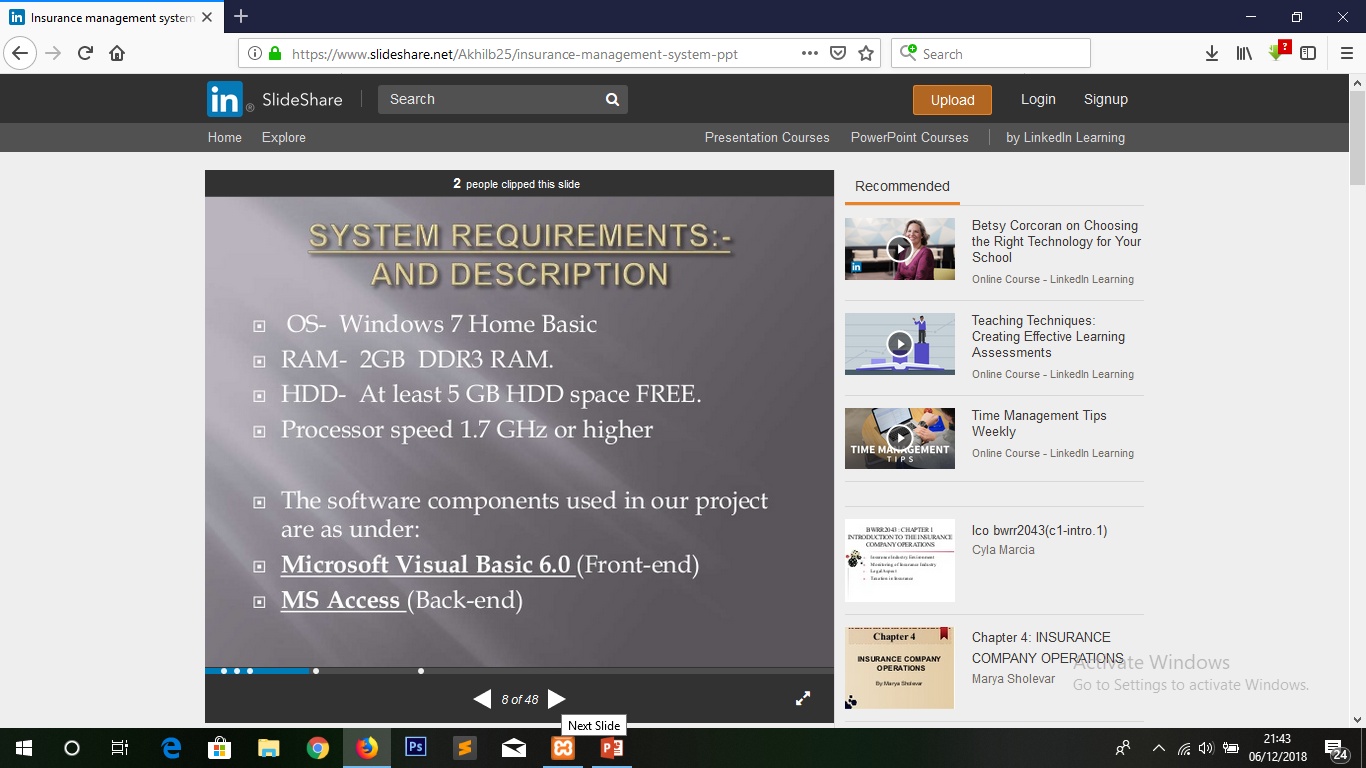 Insurance management system
https://www.slideshare.net/Akhilb25/insurance-management-system-ppt
Search
in
® SlideShare
Search
Upload
Login
Signup
Home
Explore
Presentation Courses
PowerPoint Courses
by LinkedIn Learning
2 people clipped this slide
SYSTEM REQUIREMENTS:-
AND DESCRIPTION
OS- Windows 7 Home Basic
RAM- 2GB DDR3 RAM.
HDD- At least 5 GB HDD space FREE.
Processor speed 1.7 GHz or higher
The software components used in our project
are as under:
Microsoft Visual Basic 6.0 (Front-end)
MS Access (Back-end)
8 of 48
Next Slide
Recommended
Betsy Corcoran on Choosing
the Right Technology for Your
School
Online Course - LinkedIn Learning
Teaching Techniques:
Creating Effective Learning
Assessments
Online Course - LinkedIn Learning
TIME MANAGEMENT
TIPS
Time Management Tips
Weekly
Online Course - LinkedIn Learning
BWRR2043 : CHAPTER 1
INTRODUCTION TO THE INSURANCE
COMPANY OPERATIONS
Insurance Industry Environment
Monitoring of Insurance Industry
Legal Aspect
Taxation in Insurance
Ico bwrr2043(c1-intro.1)
Cyla Marcia
Chapter 4
INSURANCE COMPANY
OPERATIONS
By Marya Sholevar
Chapter 4: INSURANCE
COMPANY OPERATIONS
Marya Sholevar
Activate Windows
Go to Settings to activate Windows.
Ps
21:43
06/12/2018
24